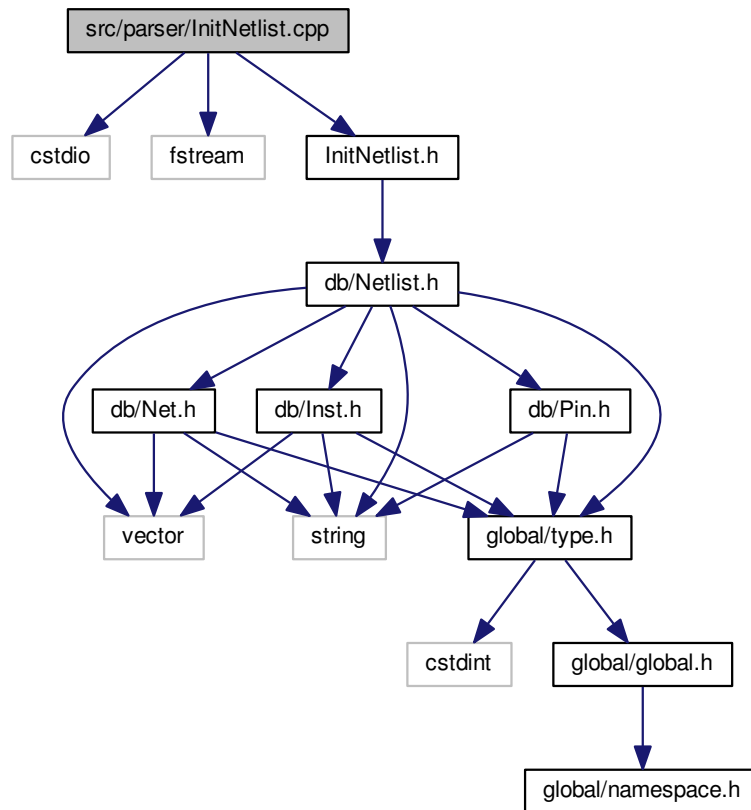 src/parser/InitNetlist.cpp
cstdio
fstream
InitNetlist.h
db/Netlist.h
db/Net.h
db/Inst.h
db/Pin.h
vector
string
global/type.h
cstdint
global/global.h
global/namespace.h